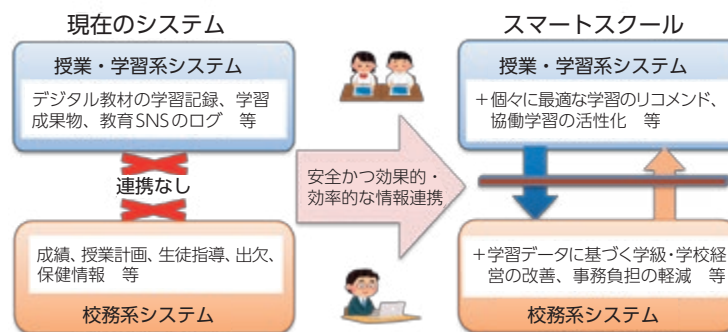 現在のシステム
授業・学習系システム
デジタル教材の学習記録、学習
成果物、教育SNSのログ　等
連携なし
成績、授業計画、生徒指導、出欠、
保健情報　等
校務系システム
安全かつ効果的・
効率的な情報連携
スマートスクール
授業・学習系システム
＋個々に最適な学習のリコメンド、
協働学習の活性化　等
＋学習データに基づく学級・学校経
営の改善、事務負担の軽減　等
校務系システム